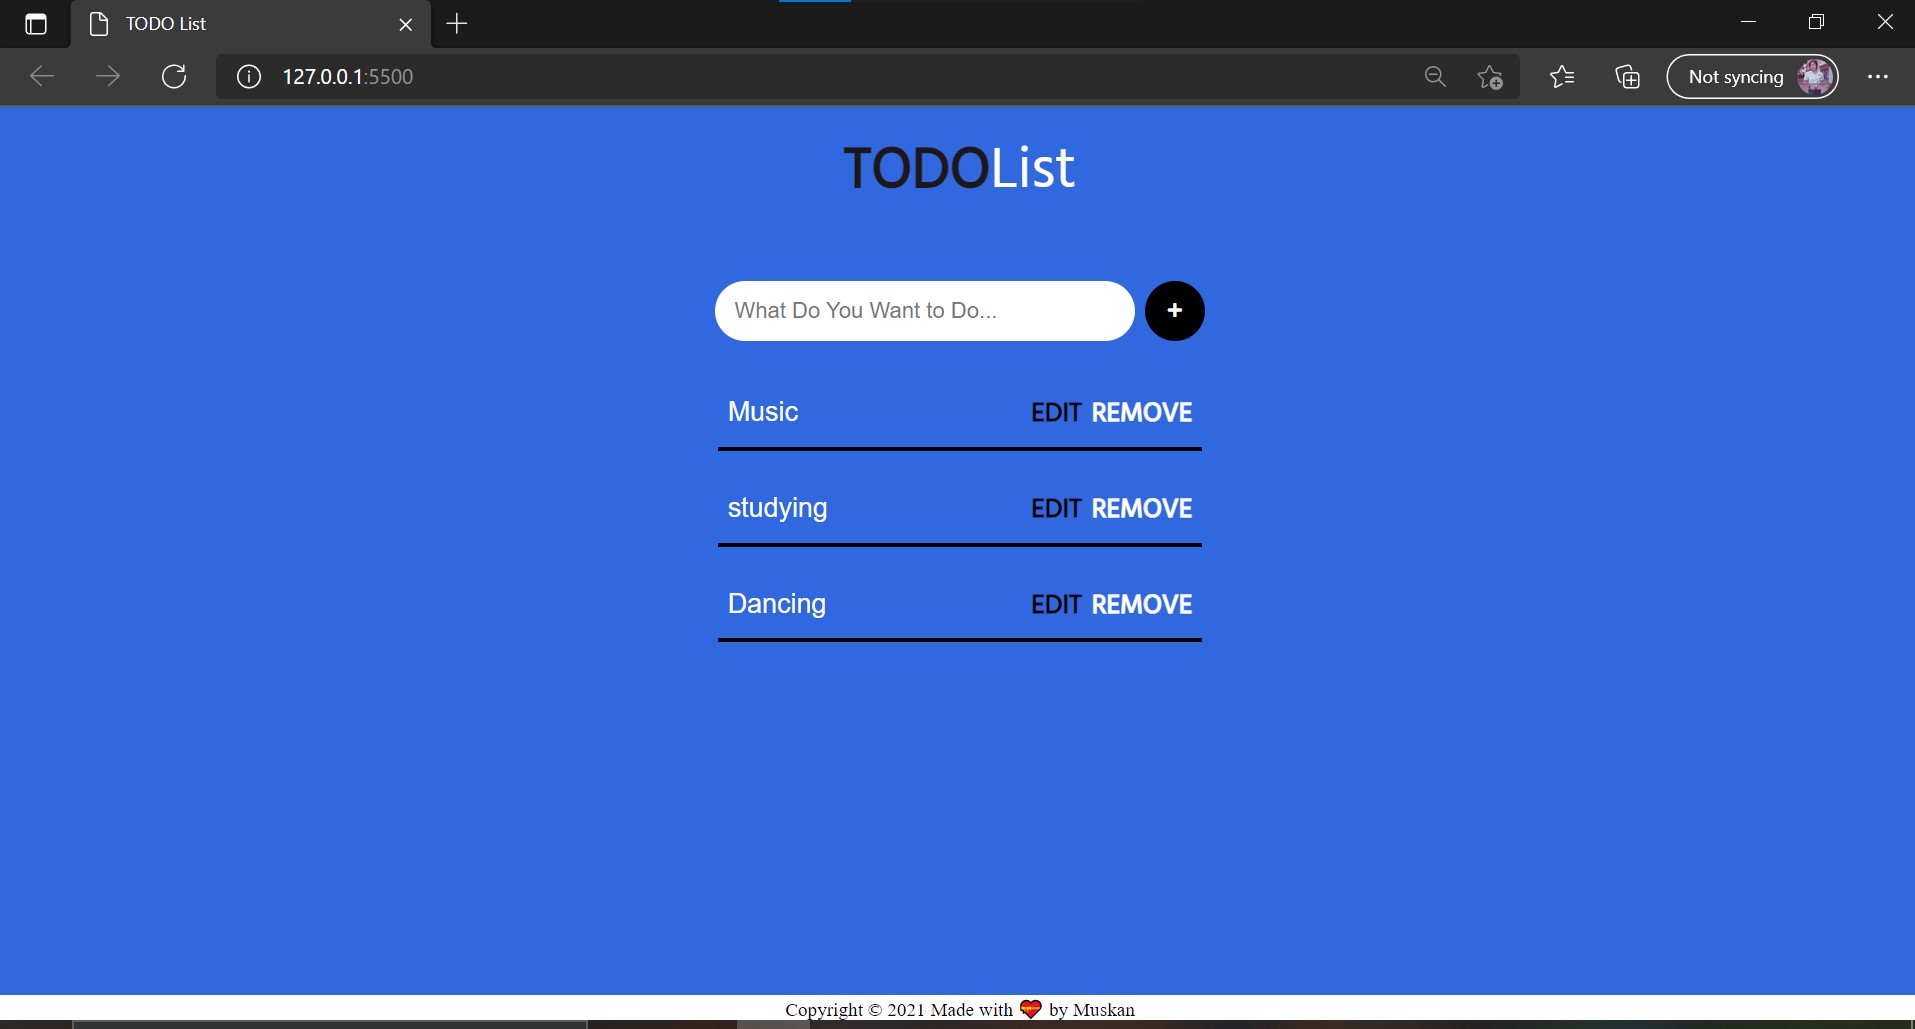 TODO List
127.0.0.1:5500
Not syncing
TODOList
What Do You Want to Do...
+
Music EDIT REMOVE
studying EDIT REMOVE
Dancing EDIT REMOVE
Copyright © 2021 Made with ❤ by Muskan